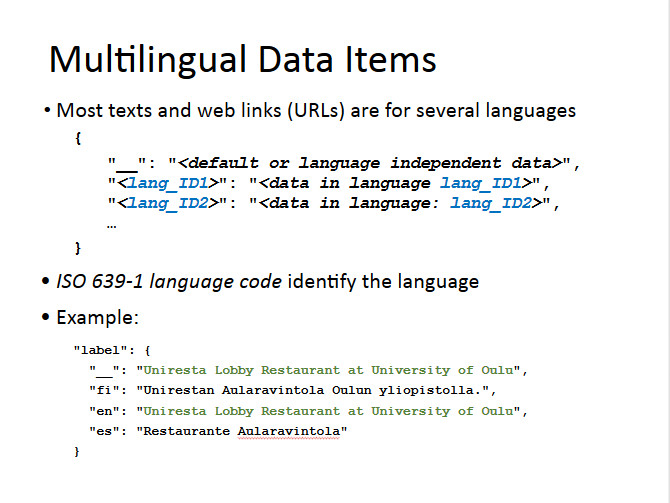 Multilingual Data Items
• Most texts and web links (URLs) are for several languages
{
"__": "<default or language independent data>",
"<lang_ID1>": "<data in language lang_ID1>",
"<lang_ID2>": "<data in language: lang_ID2>",
…
}
• ISO 639-1 language code identify the language
• Example:
"label": {
"__": "Uniresta Lobby Restaurant at University of Oulu",
"fi": "Unirestan Aularavintola Oulun yliopistolla.",
"en": "Uniresta Lobby Restaurant at University of Oulu",
"es": "Restaurante Aularavintola"
}